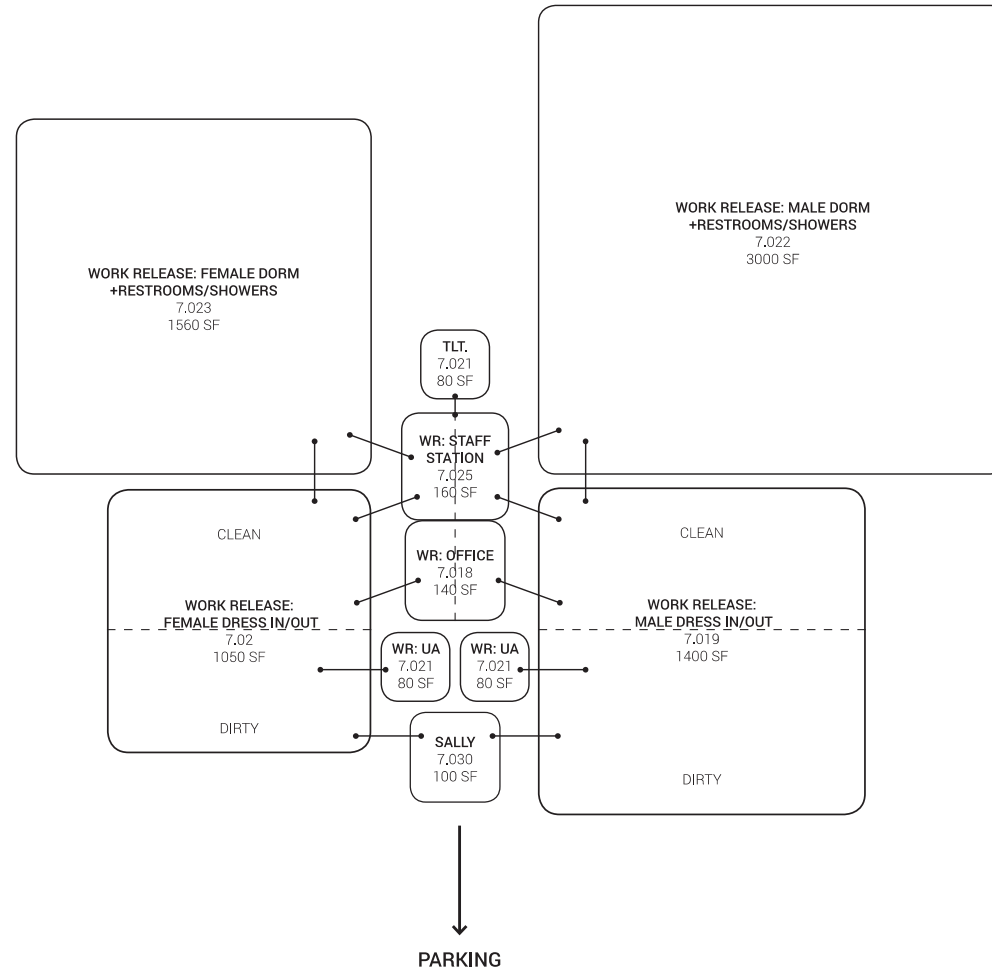 WORK RELEASE: MALE DORM
+RESTROOMS/SHOWERS
7.022
3000 SF
WORK RELEASE: FEMALE DORM
+RESTROOMS/SHOWERS
7.023
1560 SF
TLT.
7.021
80 SF
WR: STAFF
STATION
7.025
160 SF
CLEAN
CLEAN
WR: OFFICE
7.018
140 SF
WORK RELEASE:
FEMALE DRESS IN/OUT
7.02
1050 SF
WORK RELEASE:
MALE DRESS IN/OUT
7.019
1400 SF
WR: UA
7.021
80 SF
WR: UA
7.021
80 SF
DIRTY
SALLY
7.030
100 SF
DIRTY
PARKING